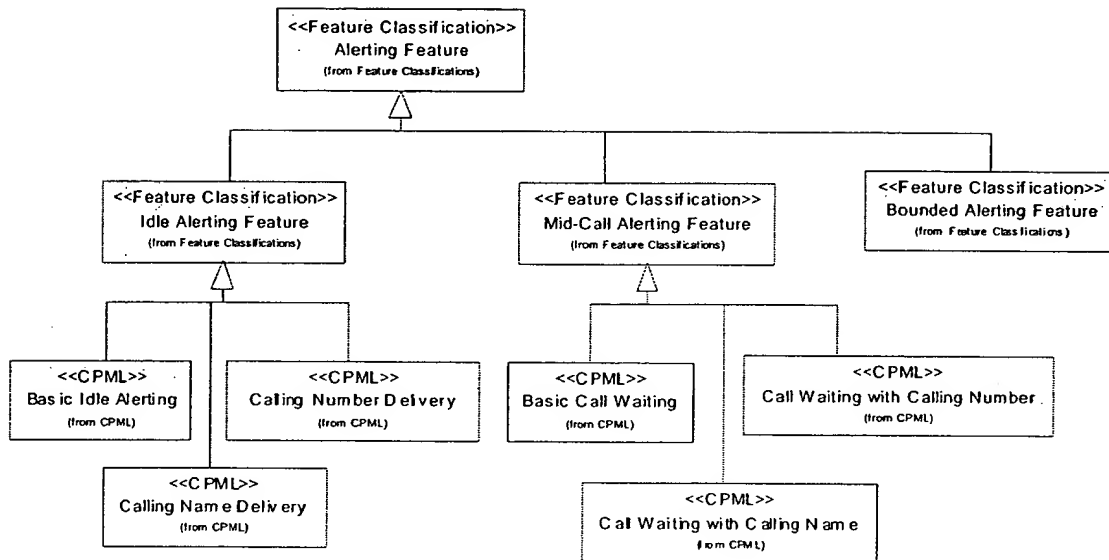 <<Feature Classification>>
Alerting Feature
(from Feature Classifications)
<<Feature Classification>>
Idle Alerting Feature
(from Feature Classifications)
<<Feature Classification>>
Mid-Call Alerting Feature
(from Feature Classifications)
<<Feature Classification>>
Bounded Alerting Feature
(from Feature Classifications)
<<CPML>>
Basic Idle Alerting
(from CPML)
<<CPML>>
Calling Number Delivery
(from CPML)
<<CPML>>
Basic Call Waiting
(from CPML)
<<CPML>>
Call Waiting with Calling Number
(from CPML)
<<CPML>>
Calling Name Delivery
(from CPML)
<<CPML>>
Call Waiting with Calling Name
(from CPML)